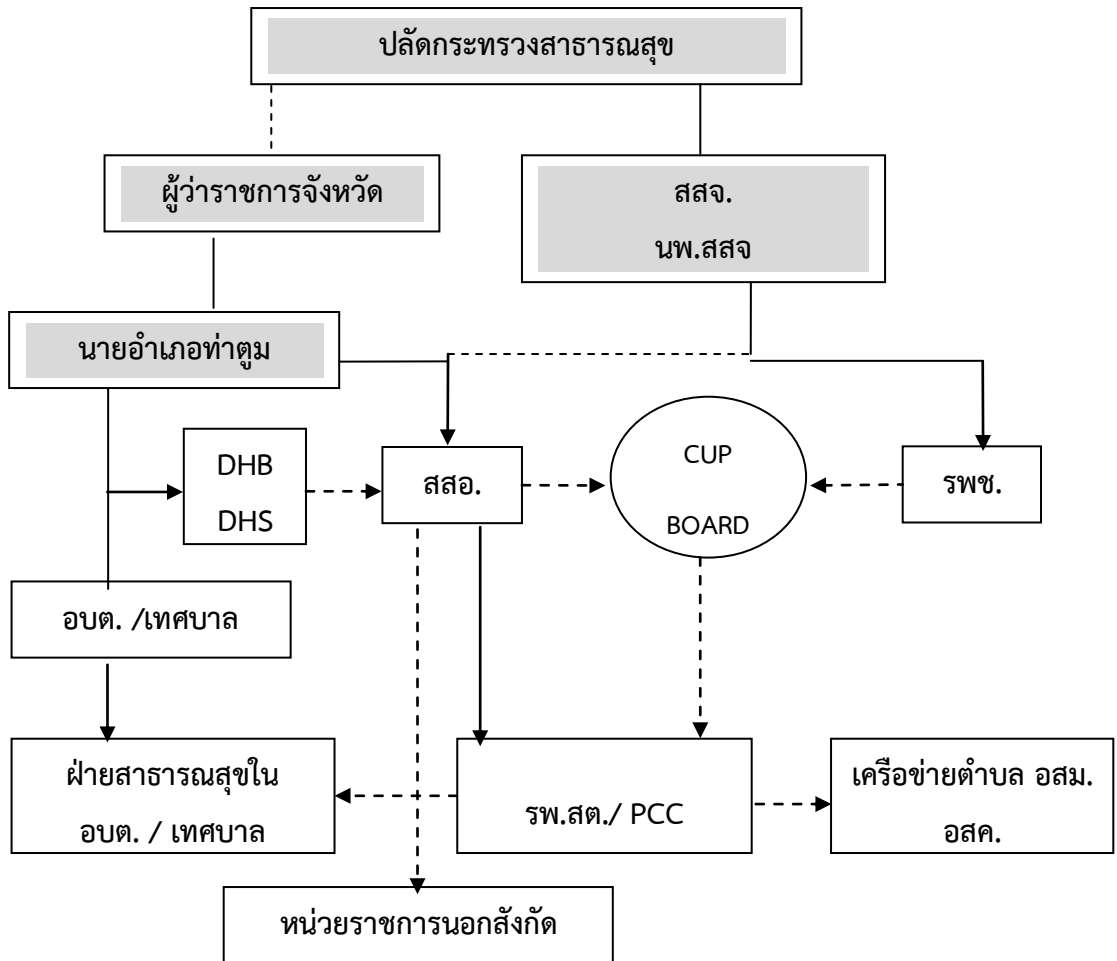 ปลัดกระทรวงสาธารณสุข
ผู้ว่าราชการจังหวัด
สสจ.
นพ.สสจ
นายอำเภอท่าตูม
DHB
DHS
สสอ.
CUP
BOARD
รพช.
อบต. /เทศบาล
ฝ่ายสาธารณสุขใน
อบต. / เทศบาล
รพ.สต./ PCC
เครือข่ายตำบล อสม.
อสค.
หน่วยราชการนอกสังกัด